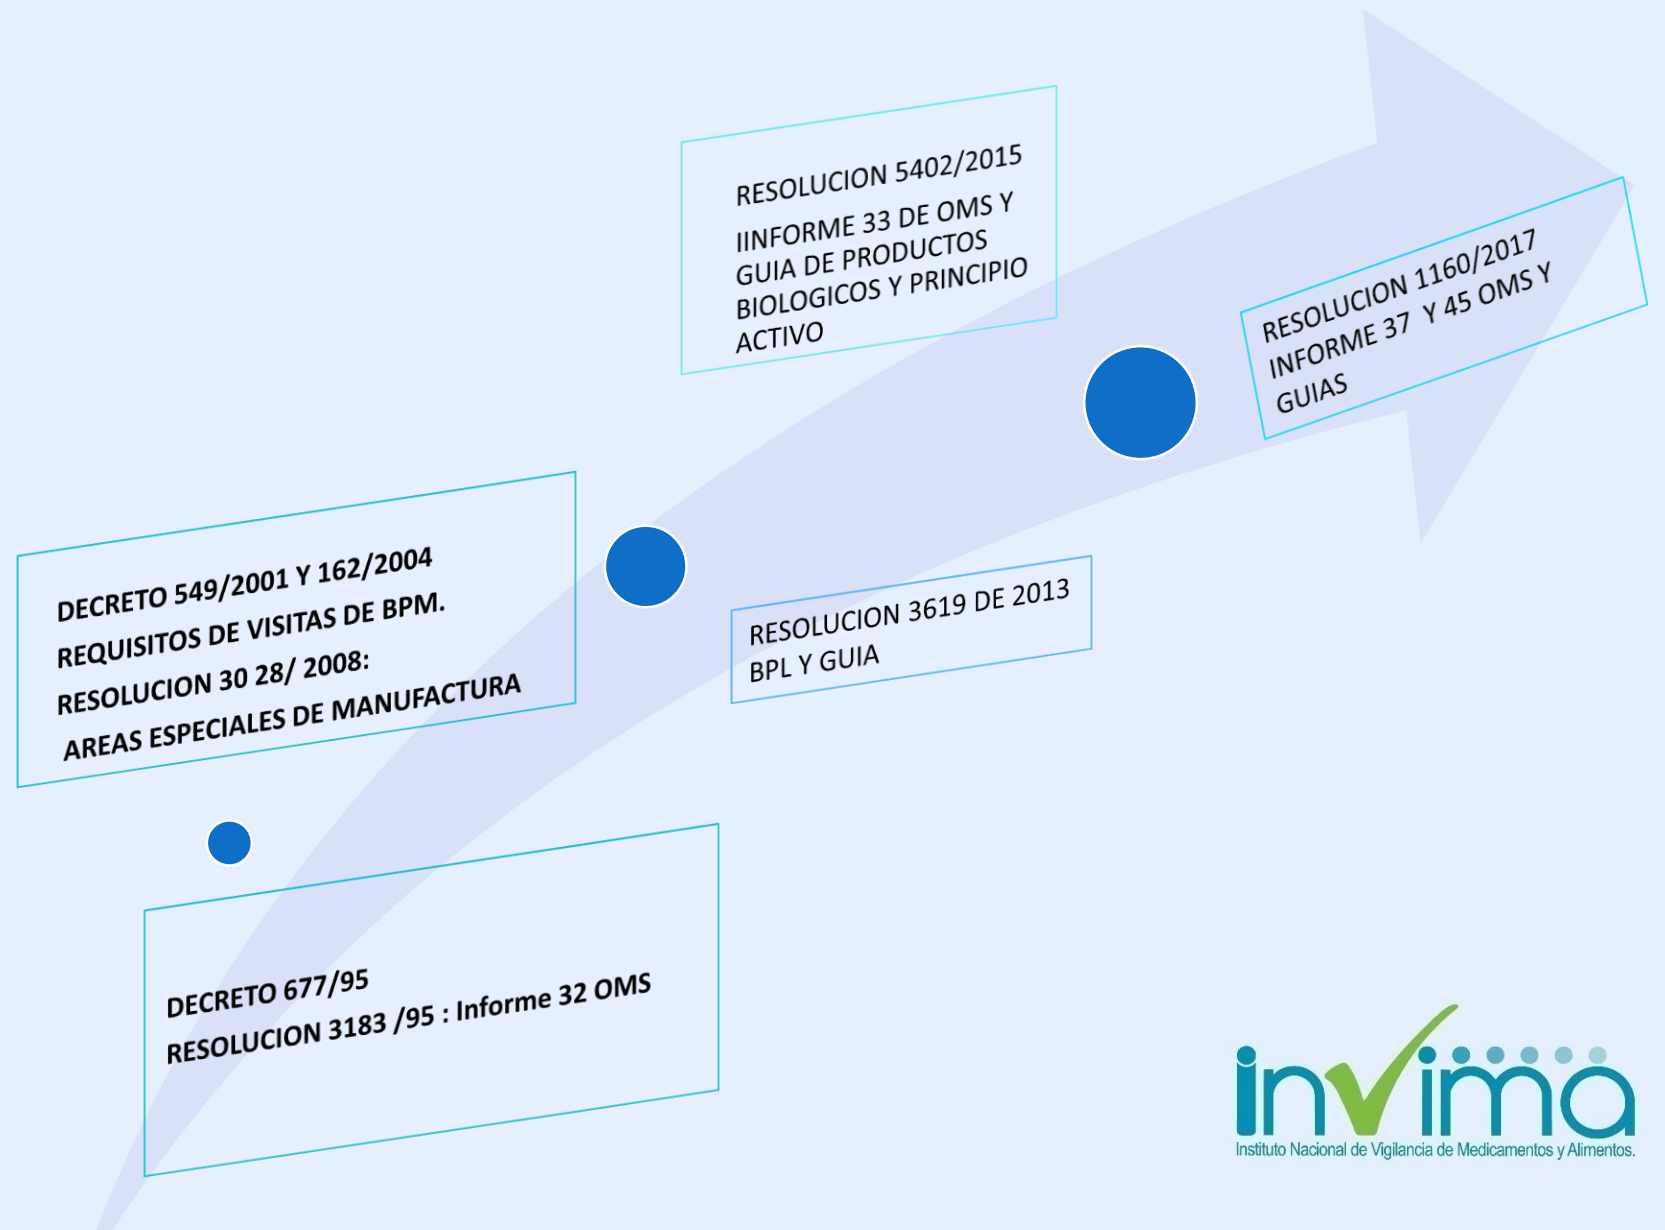 RESOLUCION 5402/2015
IINFORME 33 DE OMS Y
GUIA DE PRODUCTOS
BIOLOGICOS Y PRINCIPIO
ACTIVO
RESOLUCION 1160/2017
INFORME 37 Y 45 OMS Y
GUIAS
DECRETO 549/2001 Y 162/2004
REQUISITOS DE VISITAS DE BPM.
RESOLUCION 30 28/ 2008:
AREAS ESPECIALES DE MANUFACTURA
RESOLUCION 3619 DE 2013
BPL Y GUIA
DECRETO 677/95
RESOLUCION 3183 /95 : Informe 32 OMS
invima
Instituto Nacional de Vigilancia de Medicamentos y Alimentos.